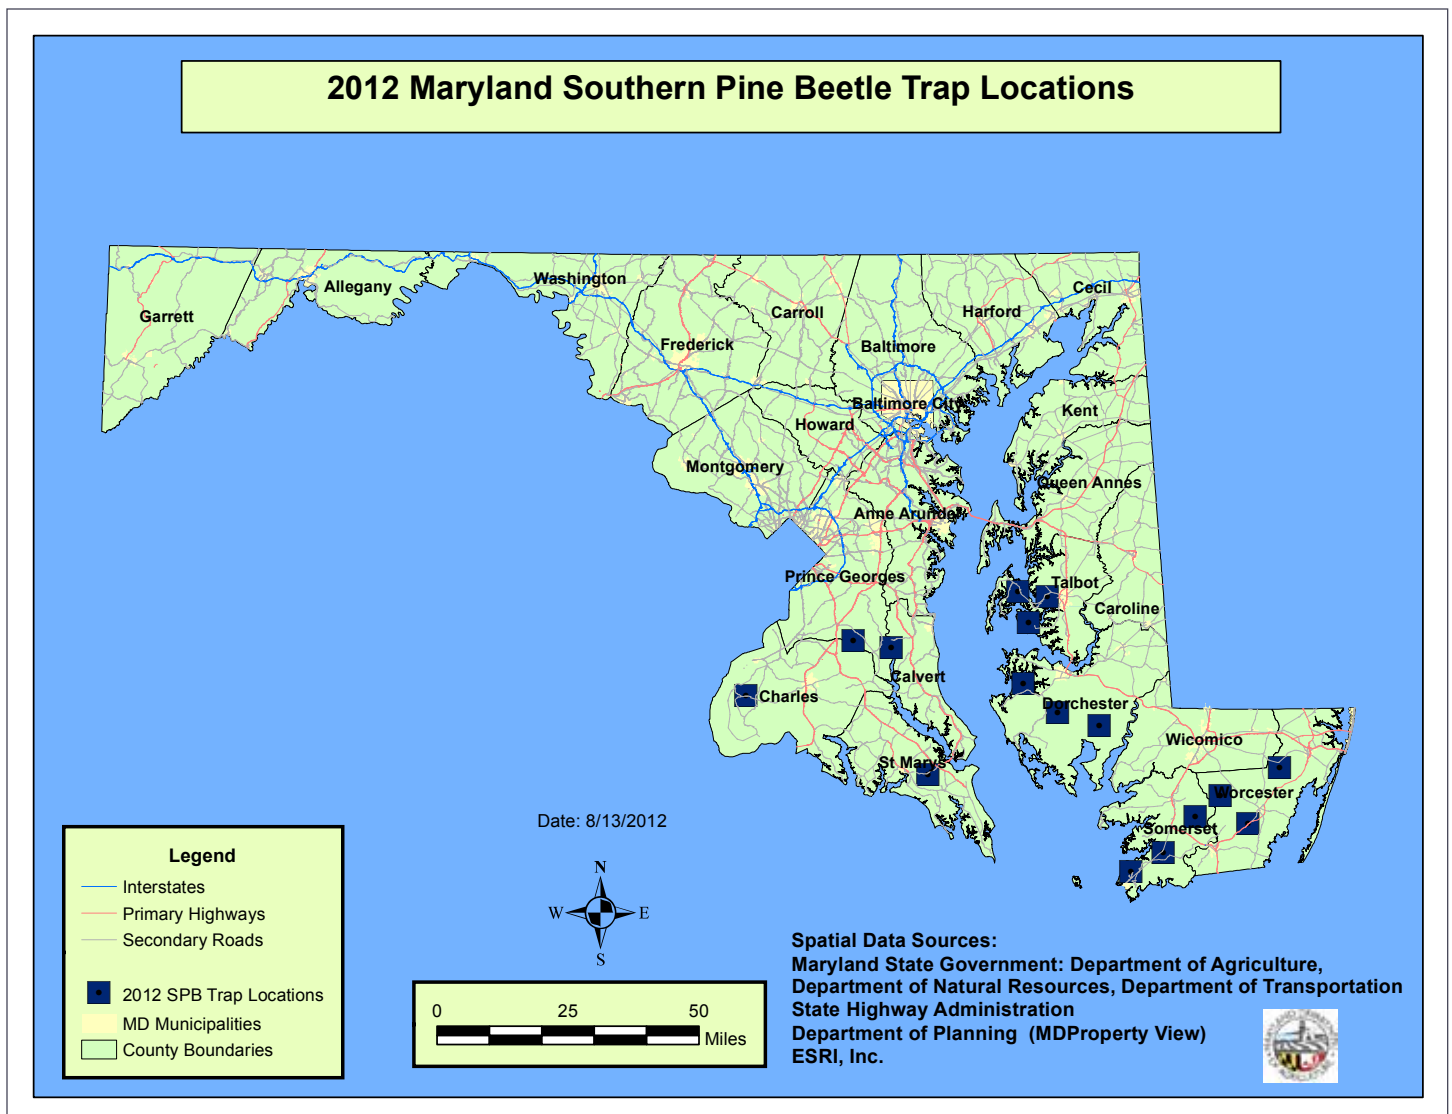 2012 Maryland Southern Pine Beetle Trap Locations
Washington
Allegany
Cecil
Garrett
Carroll
Harford
Frederick
Baltimore
Baltimore City
Kent
Howard
Montgomery
Queen Annes
Anne Arundel
Prince Georges
Talbot
Caroline
Calvert
Charles
Dorchester
Wicomico
St Marys
Worcester
Somerset
Date: 8/13/2012
Legend
Interstates
Primary Highways
Secondary Roads
2012 SPB Trap Locations
MD Municipalities
County Boundaries
N
W E
S
0 25 50
Miles
Spatial Data Sources:
Maryland State Government: Department of Agriculture,
Department of Natural Resources, Department of Transportation
State Highway Administration
Department of Planning (MDProperty View)
ESRI, Inc.